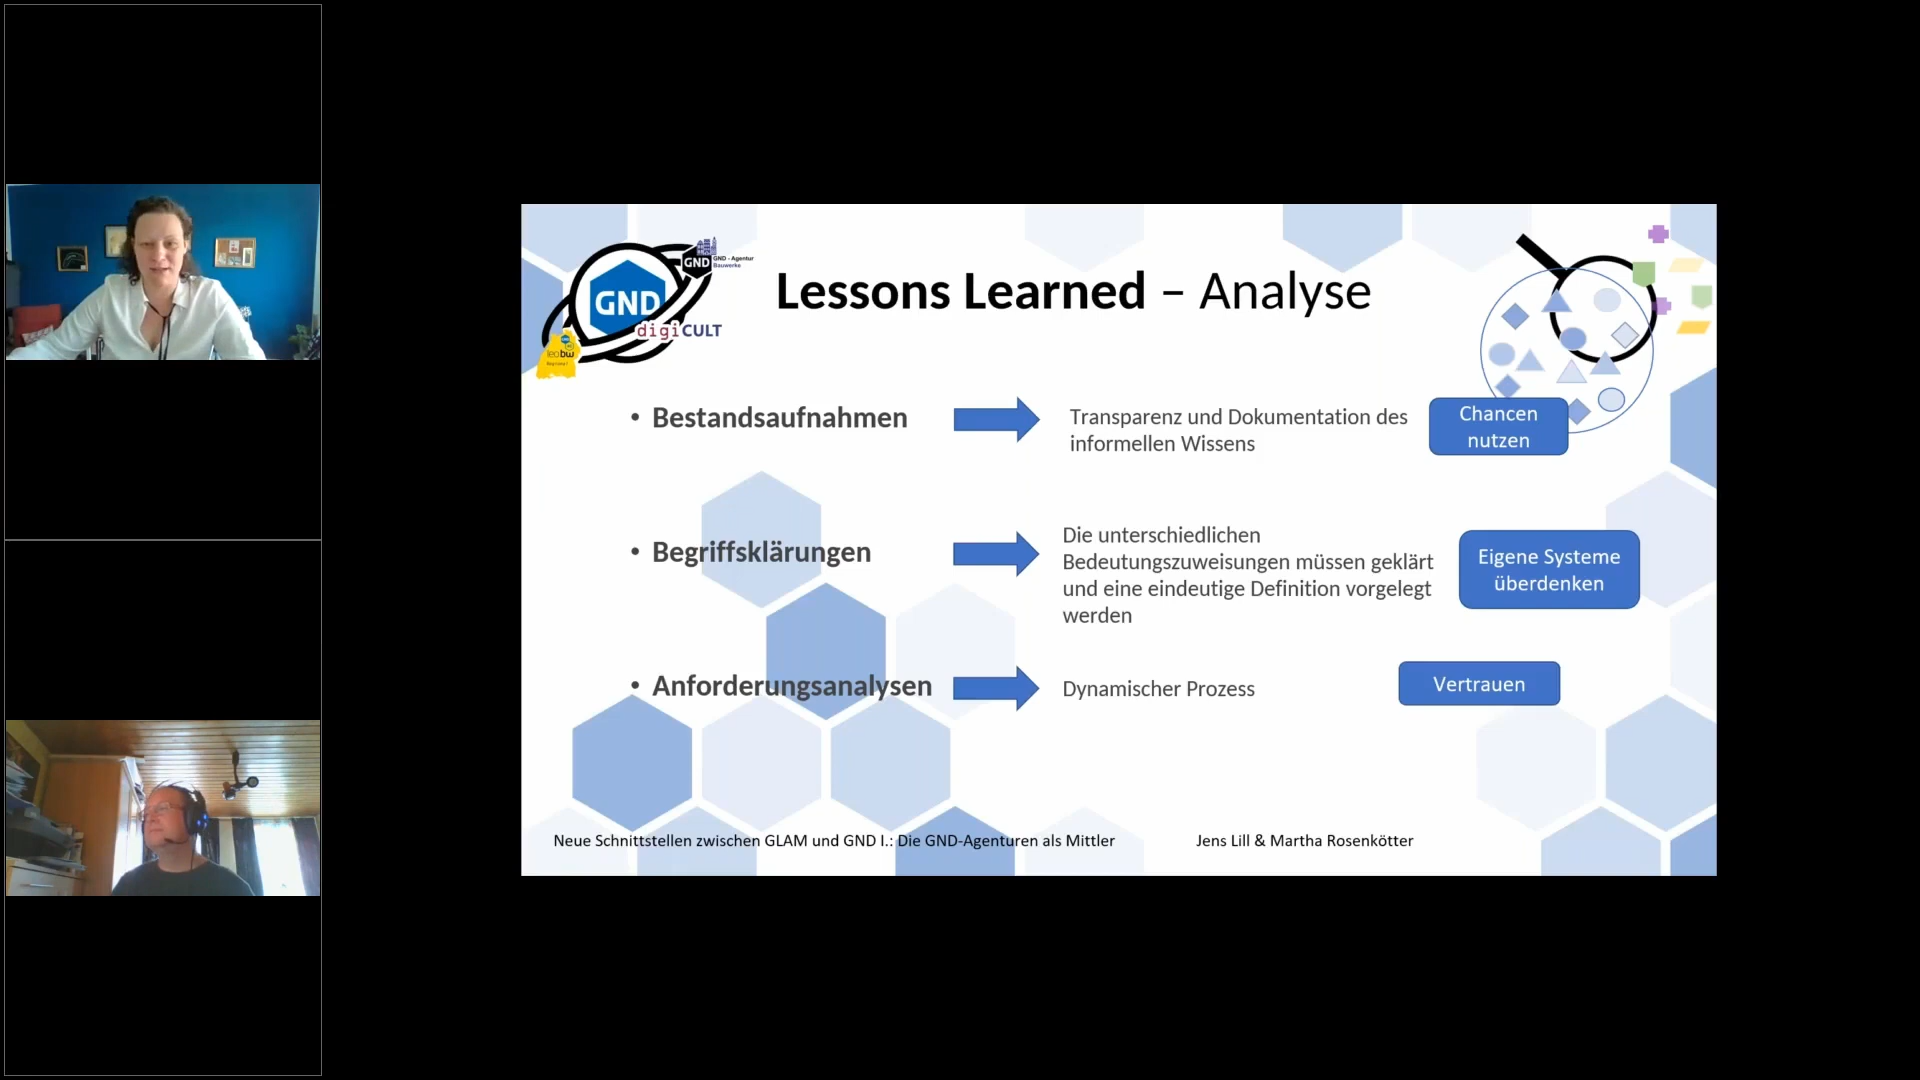 GND
GND
GND - Agentur
Bauwerke
digiCULT
leobw
Lessons Learned – Analyse
• Bestandsaufnahmen
Transparenz und Dokumentation des
informellen Wissens
Chancen
nutzen
• Begriffsklärungen
Die unterschiedlichen
Bedeutungszuweisungen müssen geklärt
und eine eindeutige Definition vorgelegt
werden
Eigene Systeme
überdenken
• Anforderungsanalysen
Dynamischer Prozess
Vertrauen
Neue Schnittstellen zwischen GLAM und GND I.: Die GND-Agenturen als Mittler
Jens Lill & Martha Rosenkötter